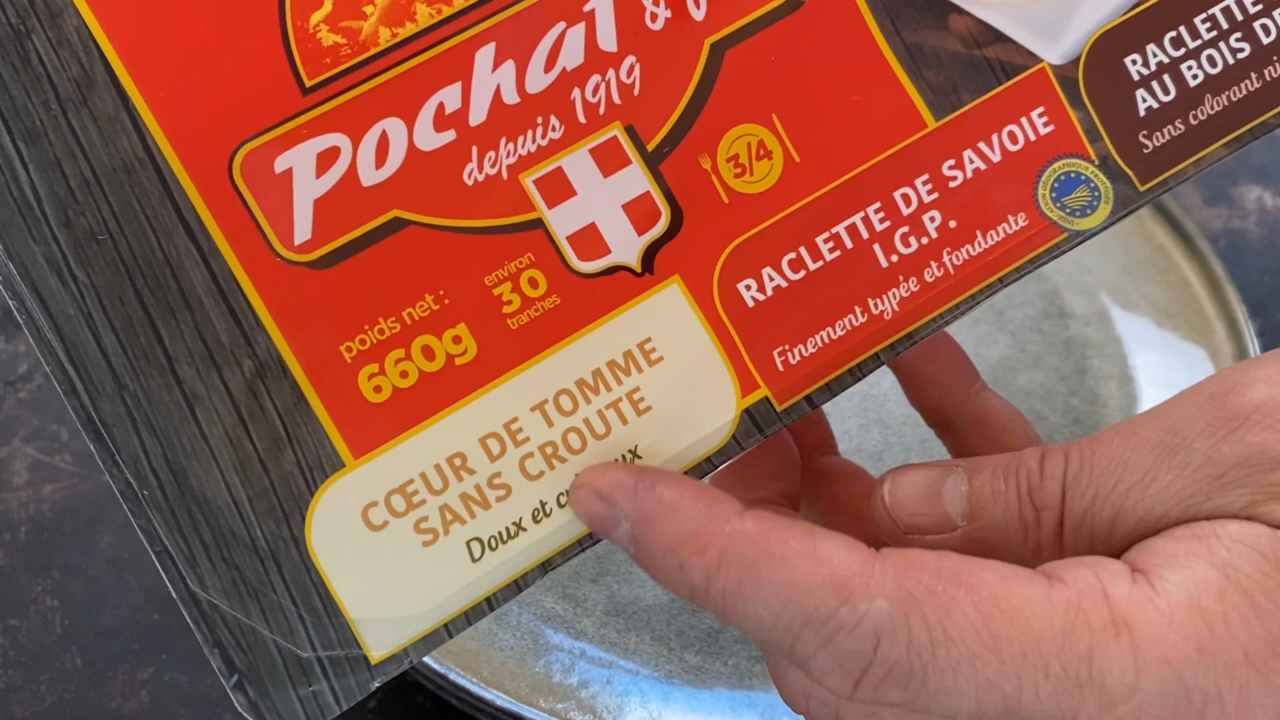 Pochat &
depuis 1919
3/4
poids net :
660g
environ
30
tranches
CŒUR DE TOMME
SANS CROUTE
Doux et
RACLETTE DE SAVOIE
I.G.P.
Finement typée et fondante
RACLETTE
AU BOIS
Sans colorant